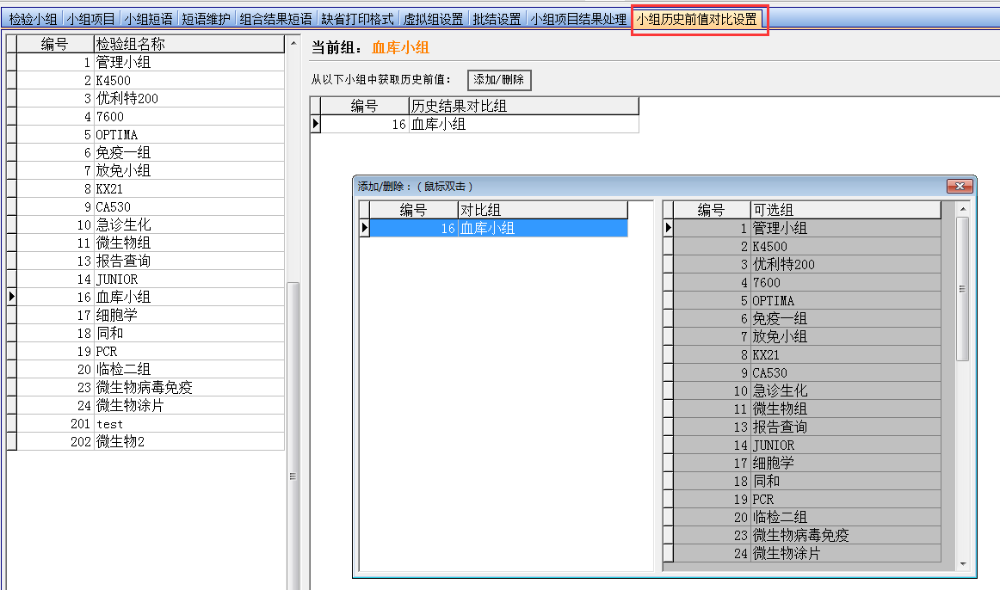 检验小组 小组项目 小组短语 短语维护 组合结果短语 缺省打印格式 虚拟组设置 批结设置 小组项目结果处理 小组历史前值对比设置
编号 检验组名称
1 管理小组
2 K4500
3 优利特200
4 7600
5 OPTIMA
6 免疫一组
7 放免小组
8 KX21
9 CA530
10 急诊生化
11 微生物组
13 报告查询
14 JUNIOR
16 血库小组
17 细胞学
18 同和
19 PCR
20 临检二组
23 微生物病毒免疫
24 微生物涂片
201 test
202 微生物2
当前组： 血库小组
从以下小组中获取历史前值： 添加/删除
编号 历史结果对比组
16 血库小组
添加/删除：（鼠标双击）
编号 对比组
16 血库小组
编号 可选组
1 管理小组
2 K4500
3 优利特200
4 7600
5 OPTIMA
6 免疫一组
7 放免小组
8 KX21
9 CA530
10 急诊生化
11 微生物组
13 报告查询
14 JUNIOR
17 细胞学
18 同和
19 PCR
20 临检二组
23 微生物病毒免疫
24 微生物涂片